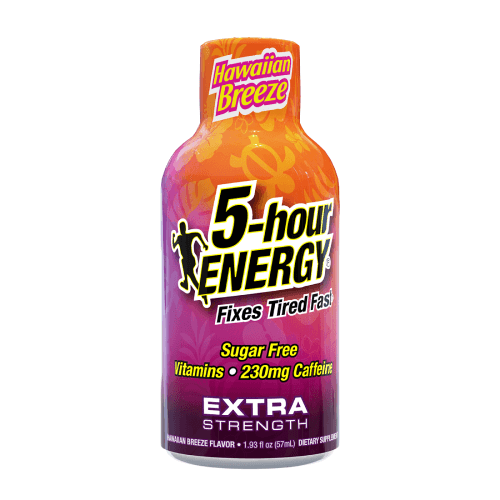 Hawaiian
Breeze
5-hour
ENERGY®
Fixes Tired Fast
Sugar Free
Vitamins • 230mg Caffeine
EXTRA
STRENGTH
HAWAIIAN BREEZE FLAVOR • 1.93 fl oz (57mL) DIETARY SUPPLEMENT